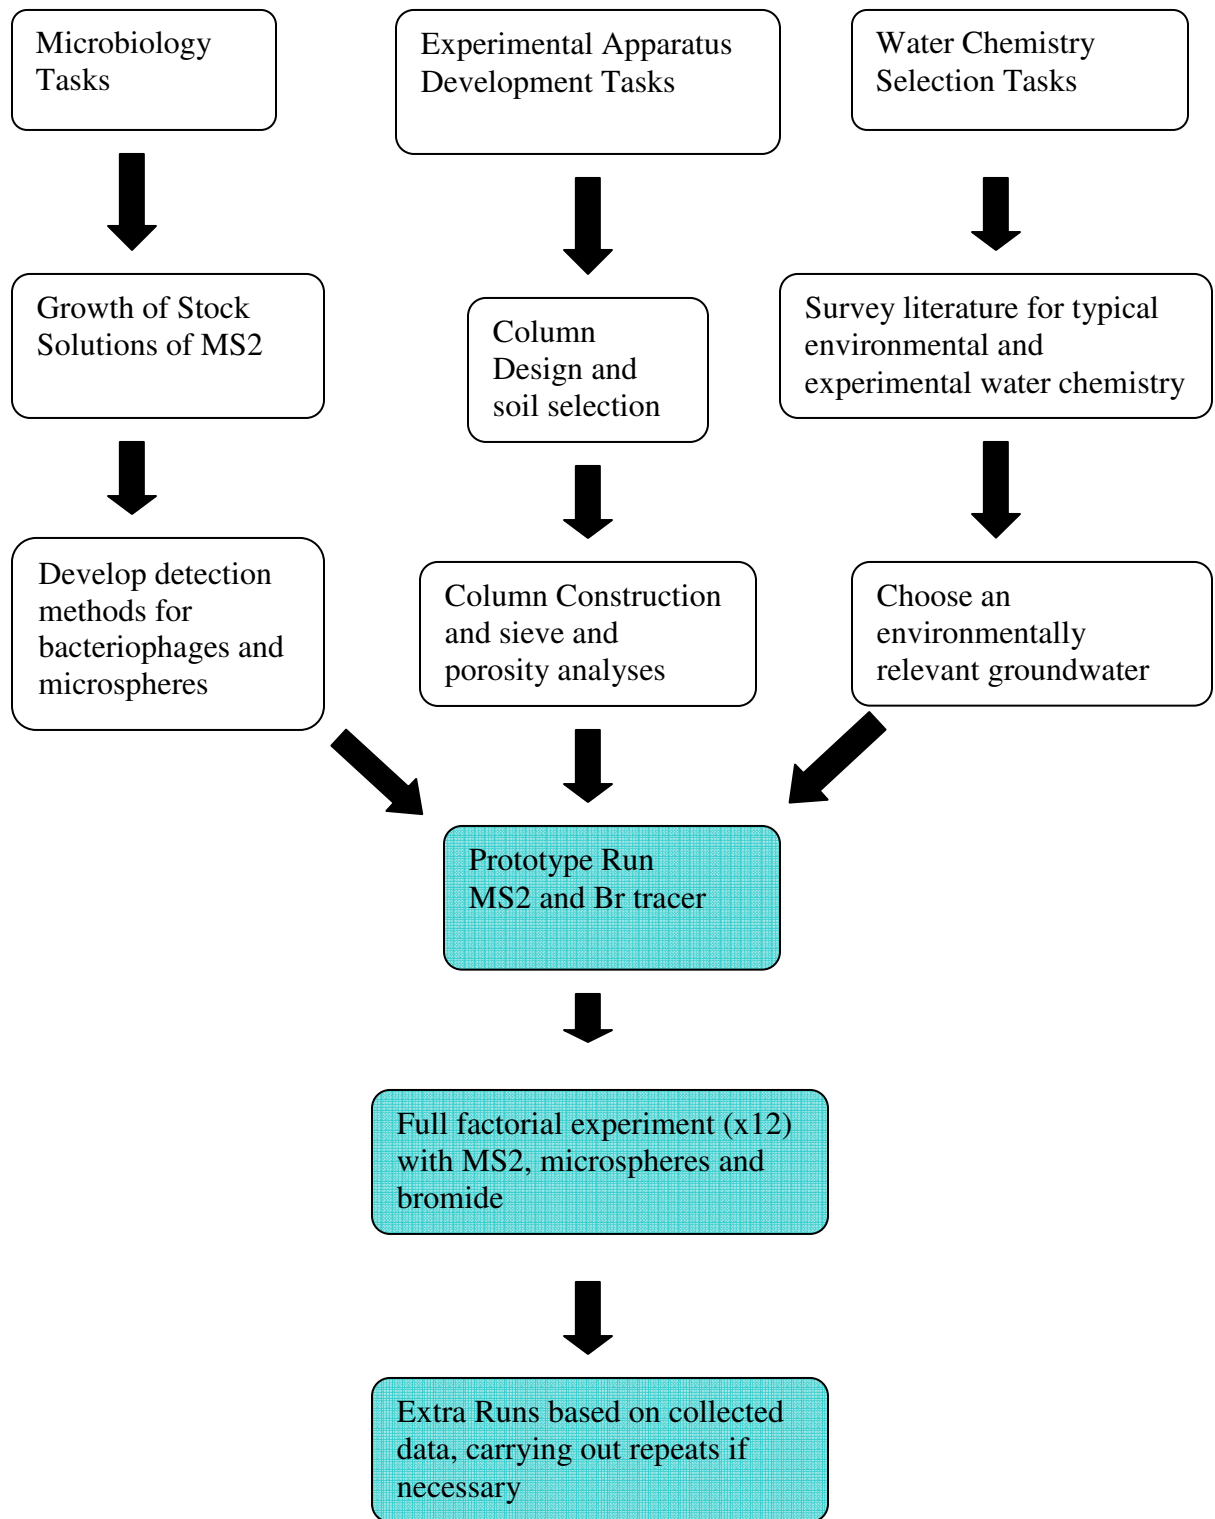 Microbiology
Tasks
Experimental Apparatus
Development Tasks
Water Chemistry
Selection Tasks
Growth of Stock
Solutions of MS2
Column
Design and
soil selection
Survey literature for typical
environmental and
experimental water chemistry
Develop detection
methods for
bacteriophages and
microspheres
Column Construction
and sieve and
porosity analyses
Choose an
environmentally
relevant groundwater
Prototype Run
MS2 and Br tracer
Full factorial experiment (x12)
with MS2, microspheres and
bromide
Extra Runs based on collected
data, carrying out repeats if
necessary